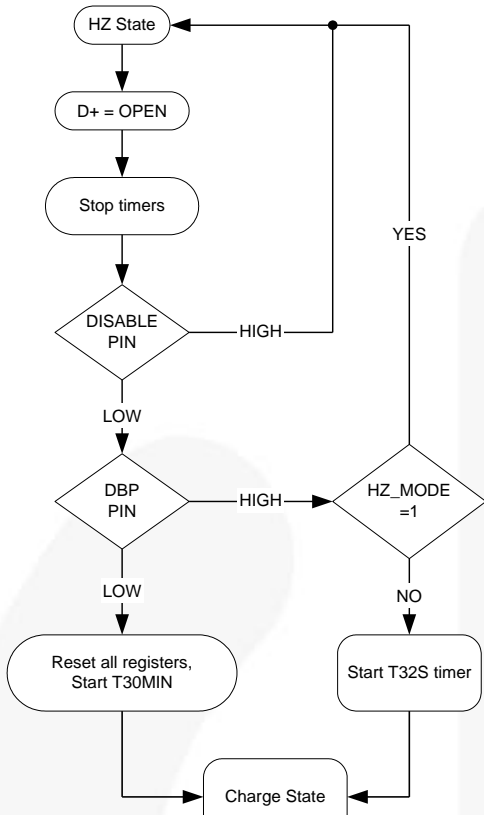 HZ State
D+ = OPEN
Stop timers
YES
DISABLE
PIN
HIGH
LOW
DBP
PIN
HIGH
HZ_MODE
=1
LOW
NO
Reset all registers,
Start T30MIN
Start T32S timer
Charge State